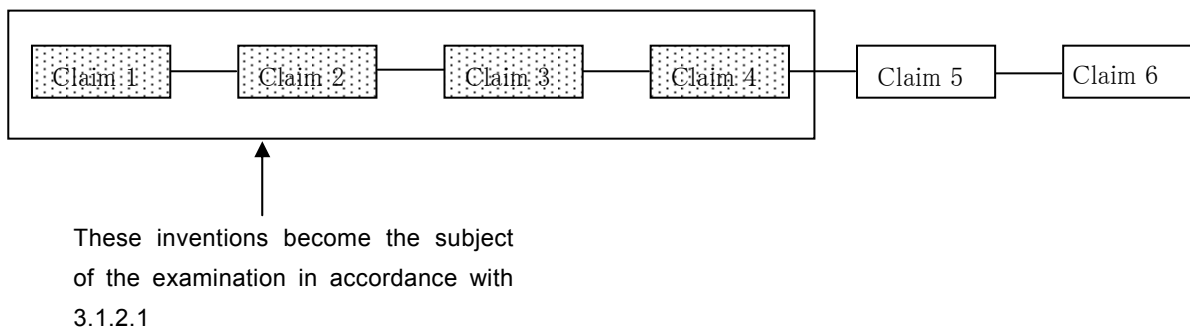 Claim 1 Claim 2 Claim 3 Claim 4 Claim 5 Claim 6
These inventions become the subject
of the examination in accordance with
3.1.2.1